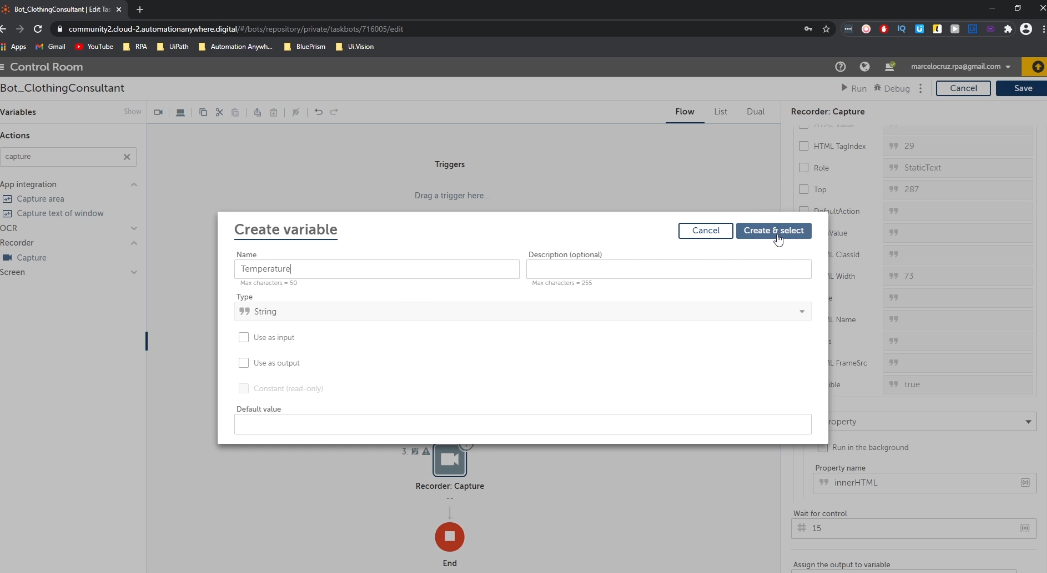 Bot_ClothingConsultant | Edit Tas
community2.cloud-2.automationanywhere.digital/#/bots/repository/private/taskbots/716005/edit
Apps Gmail YouTube RPA UiPath Automation Anywh... BluePrism Ui.Vision
Control Room
marcelocruz.rpa@gmail.com
Bot_ClothingConsultant
Run Debug Cancel Save
Variables Show
Flow List Dual
Recorder: Capture
Actions
capture
Triggers
Drag a trigger here.
App integration
Capture area
Capture text of window
OCR
Recorder
Capture
Screen
HTML TagIndex 29
Role StaticText
Top 287
DefaultAction
Value
Width 73
HTML Name
FrameSrc
true
Create variable
Cancel Create & select
Name
Description (optional)
Temperature
Max characters = 50
Max characters = 255
Type
String
Use as input
Use as output
Constant (read-only)
Default value
3.
Recorder: Capture
--
End
Run in the background
Property name
innerHTML
Wait for control
15
Assign the output to variable